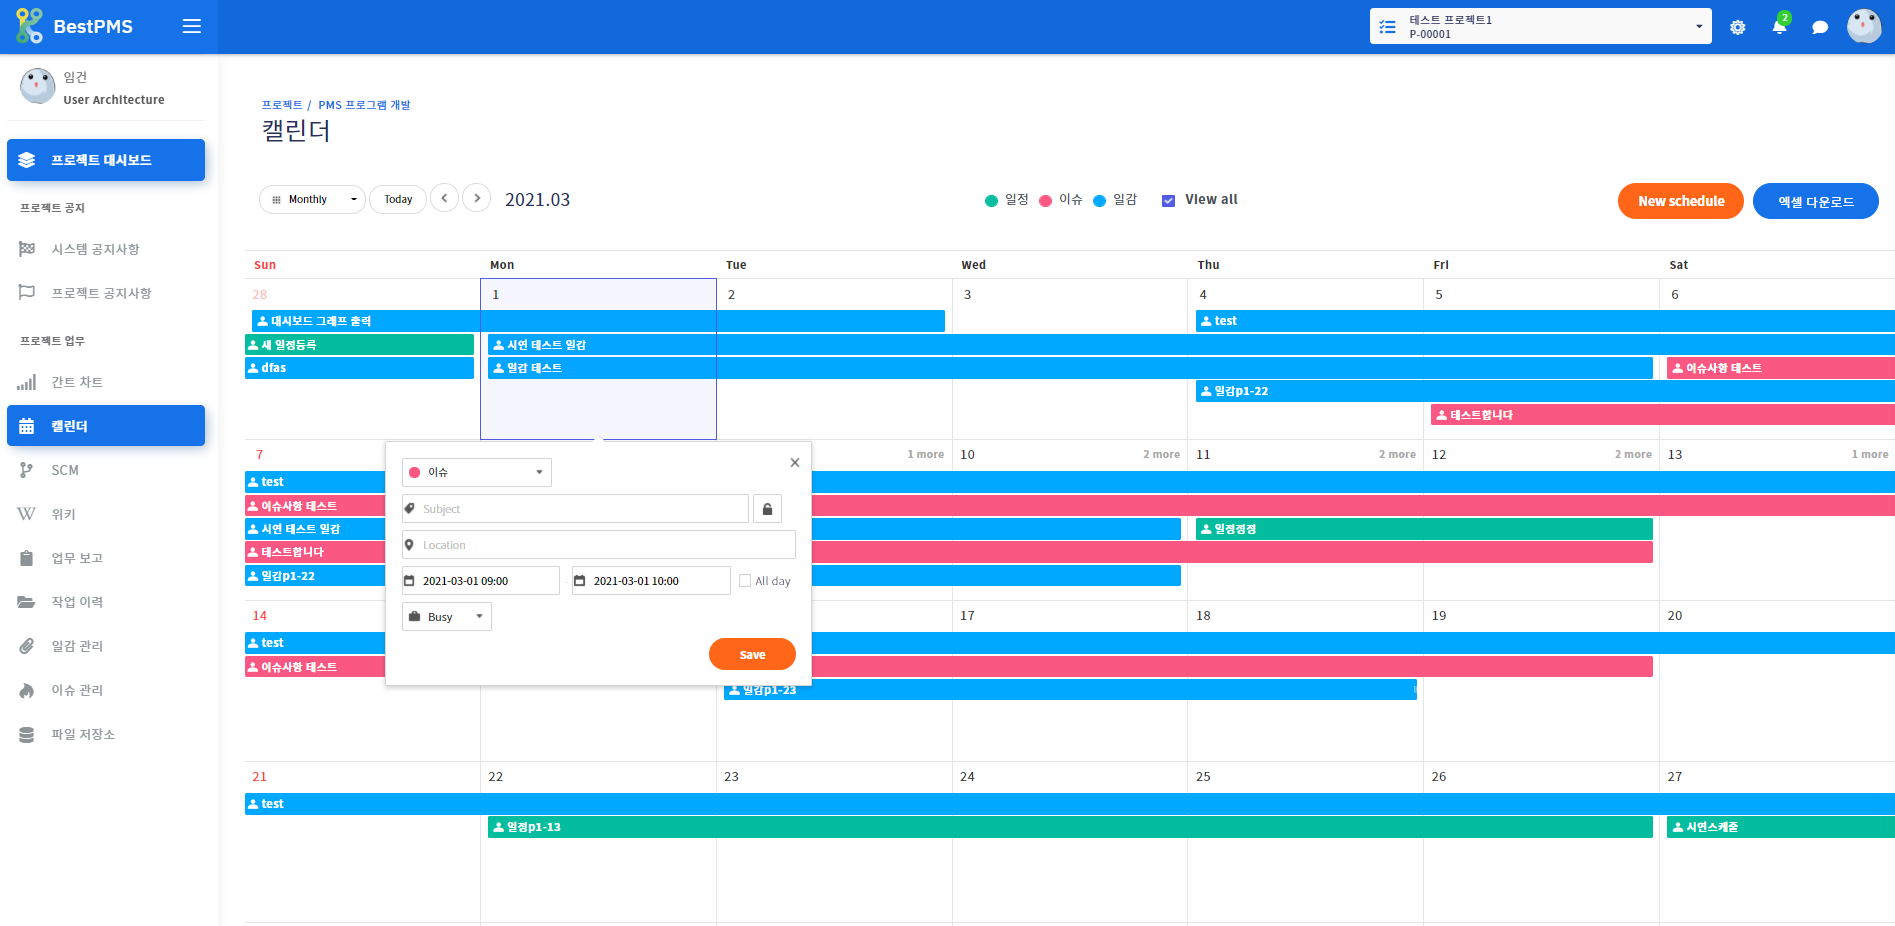 BestPMS
테스트 프로젝트1
P-00001
2
임건
User Architecture
프로젝트 대시보드
프로젝트 공지
시스템 공지사항
프로젝트 공지사항
프로젝트 업무
간트 차트
캘린더
SCM
위키
업무 보고
작업 이력
일감 관리
이슈 관리
파일 저장소
프로젝트 / PMS 프로그램 개발
캘린더
Monthly Today 2021.03
일정 이슈 일감 View all
New schedule 엑셀 다운로드
Sun Mon Tue Wed Thu Fri Sat
28 1 2 3 4 5 6
대시보드 그래프 출력 test
새 일정등록 시연 테스트 일감
dfas 일감 테스트 이슈사항 테스트
일감p1-22
테스트합니다
7 1 more 10 2 more 11 2 more 12 2 more 13 1 more
test
이슈사항 테스트
시연 테스트 일감 일정정정
테스트합니다
일감p1-22
이슈
Subject
Location
2021-03-01 09:00 - 2021-03-01 10:00 All day
Busy
Save
14 17 18 19 20
test
이슈사항 테스트
일감p1-23
21 22 23 24 25 26 27
test
일정p1-13 시연스케줄